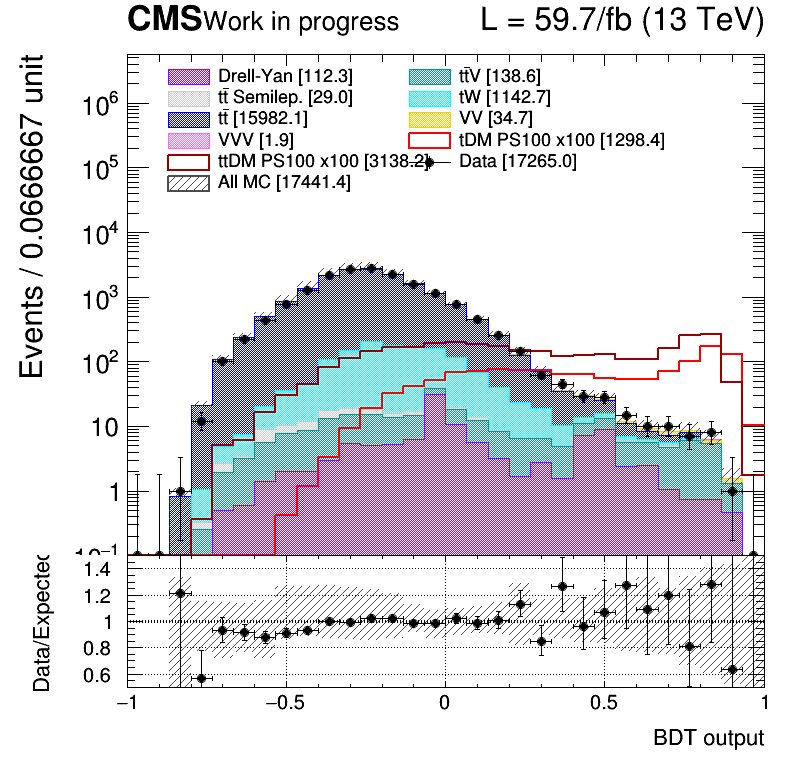 CMS Work in progress L = 59.7/fb (13 TeV)
Events / 0.0666667 unit
Drell-Yan [112.3] tt̄V [138.6]
tt̄ Semilep. [29.0] tW [1142.7]
tt̄ [15982.1] VV [34.7]
VVV [1.9] tDM PS100 x100 [1298.4]
ttDM PS100 x100 [3138.2] Data [17265.0]
All MC [17441.4]
10⁶
10⁵
10⁴
10³
10²
10
1
10⁻¹
Data/Expected
1.4
1.2
1
0.8
0.6
−1 −0.5 0 0.5 1
BDT output